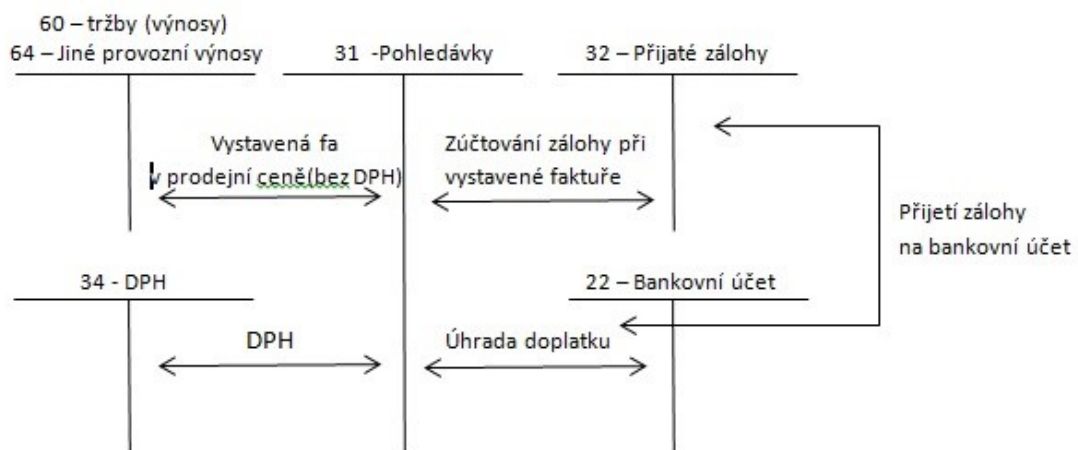 60 – tržby (výnosy)
64 – Jiné provozní výnosy
31 -Pohledávky
32 – Přijaté zálohy
Vystavená fa
v prodejní ceně(bez DPH)
Zúčtování zálohy při
vystavené faktuře
Přijetí zálohy
na bankovní účet
34 - DPH
22 – Bankovní účet
DPH
Úhrada doplatku